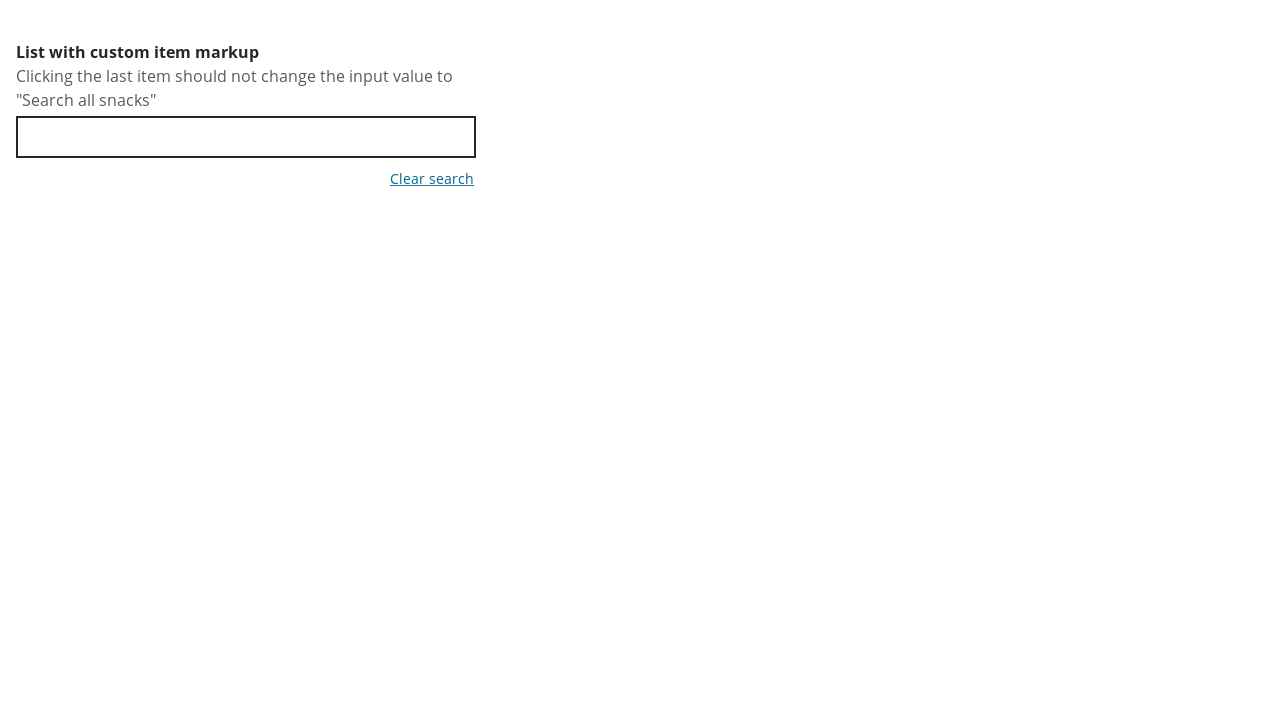 List with custom item markup
Clicking the last item should not change the input value to
"Search all snacks"
Clear search